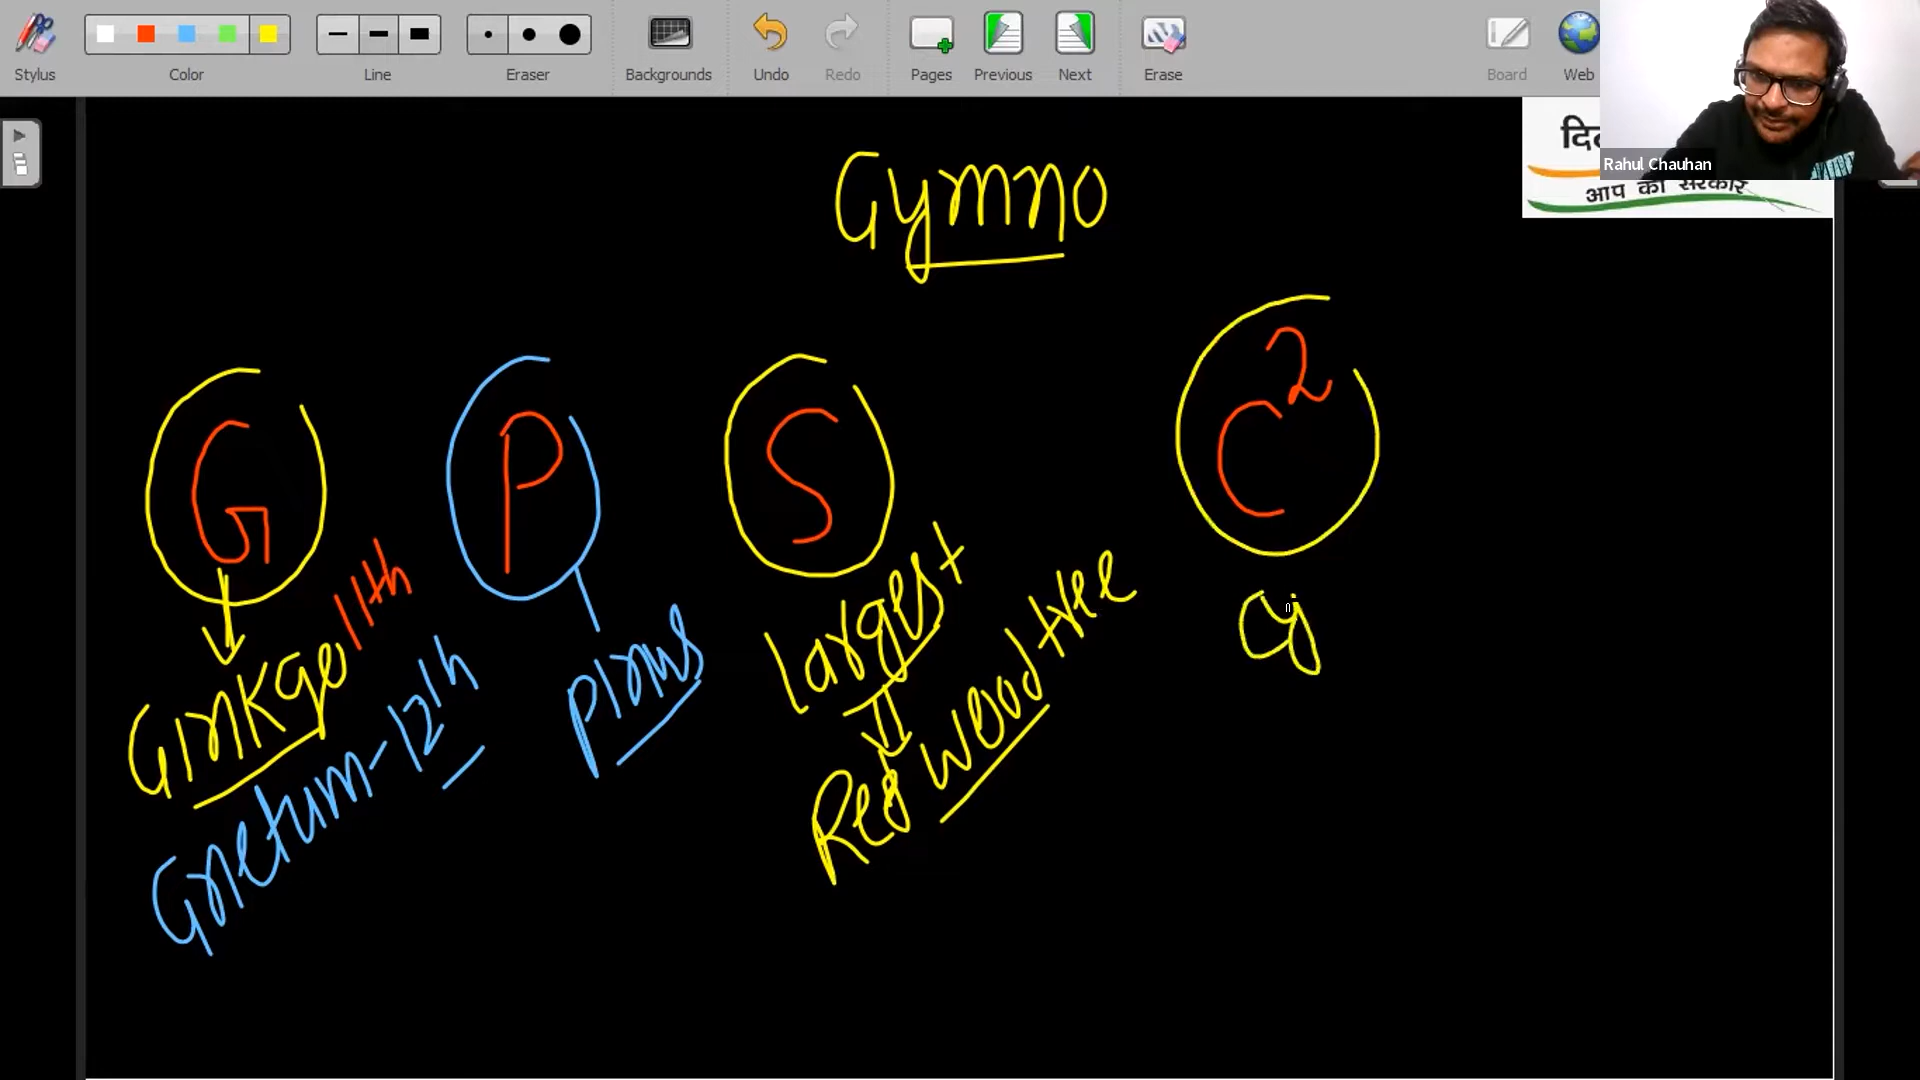 Stylus
Color
Line
Eraser
Backgrounds
Undo
Redo
Pages
Previous
Next
Erase
Board
Web
Rahul Chauhan
आप की सरकार
Gymno
G
P
S
C2
Ginkgo 11th
Gnetum-12th
Pinus
Largest
Red wood tree
Cy